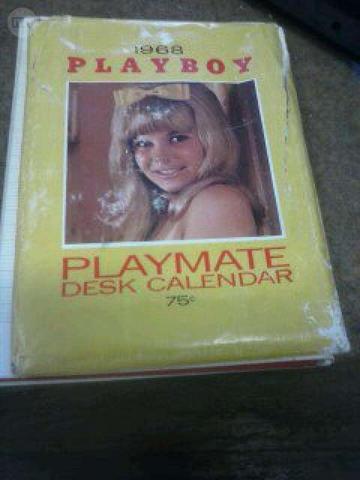 1968
PLAYBOY
PLAYMATE
DESK CALENDAR
75¢